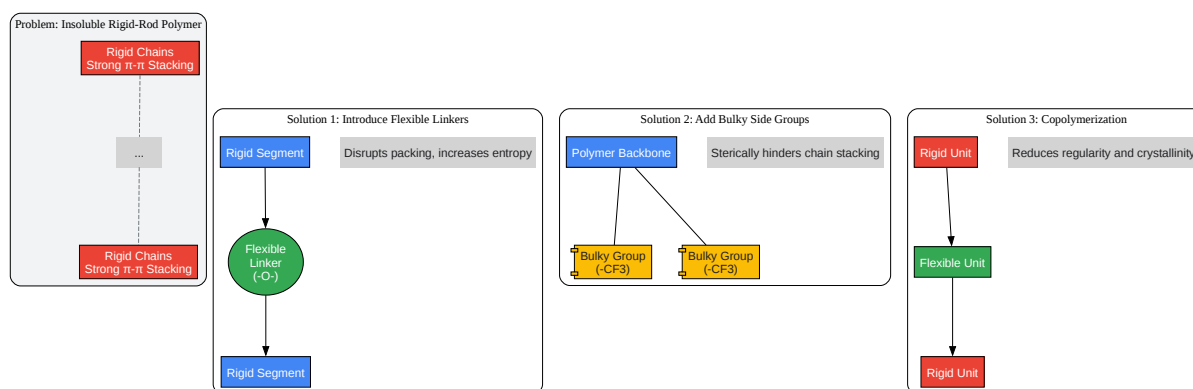 Problem: Insoluble Rigid-Rod Polymer
Rigid Chains
Strong π-π Stacking
...
Rigid Chains
Strong π-π Stacking
Solution 1: Introduce Flexible Linkers
Rigid Segment
Disrupts packing, increases entropy
Flexible
Linker
(-O-)
Rigid Segment
Solution 2: Add Bulky Side Groups
Polymer Backbone
Sterically hinders chain stacking
Bulky Group
(-CF3)
Bulky Group
(-CF3)
Solution 3: Copolymerization
Rigid Unit
Reduces regularity and crystallinity
Flexible Unit
Rigid Unit